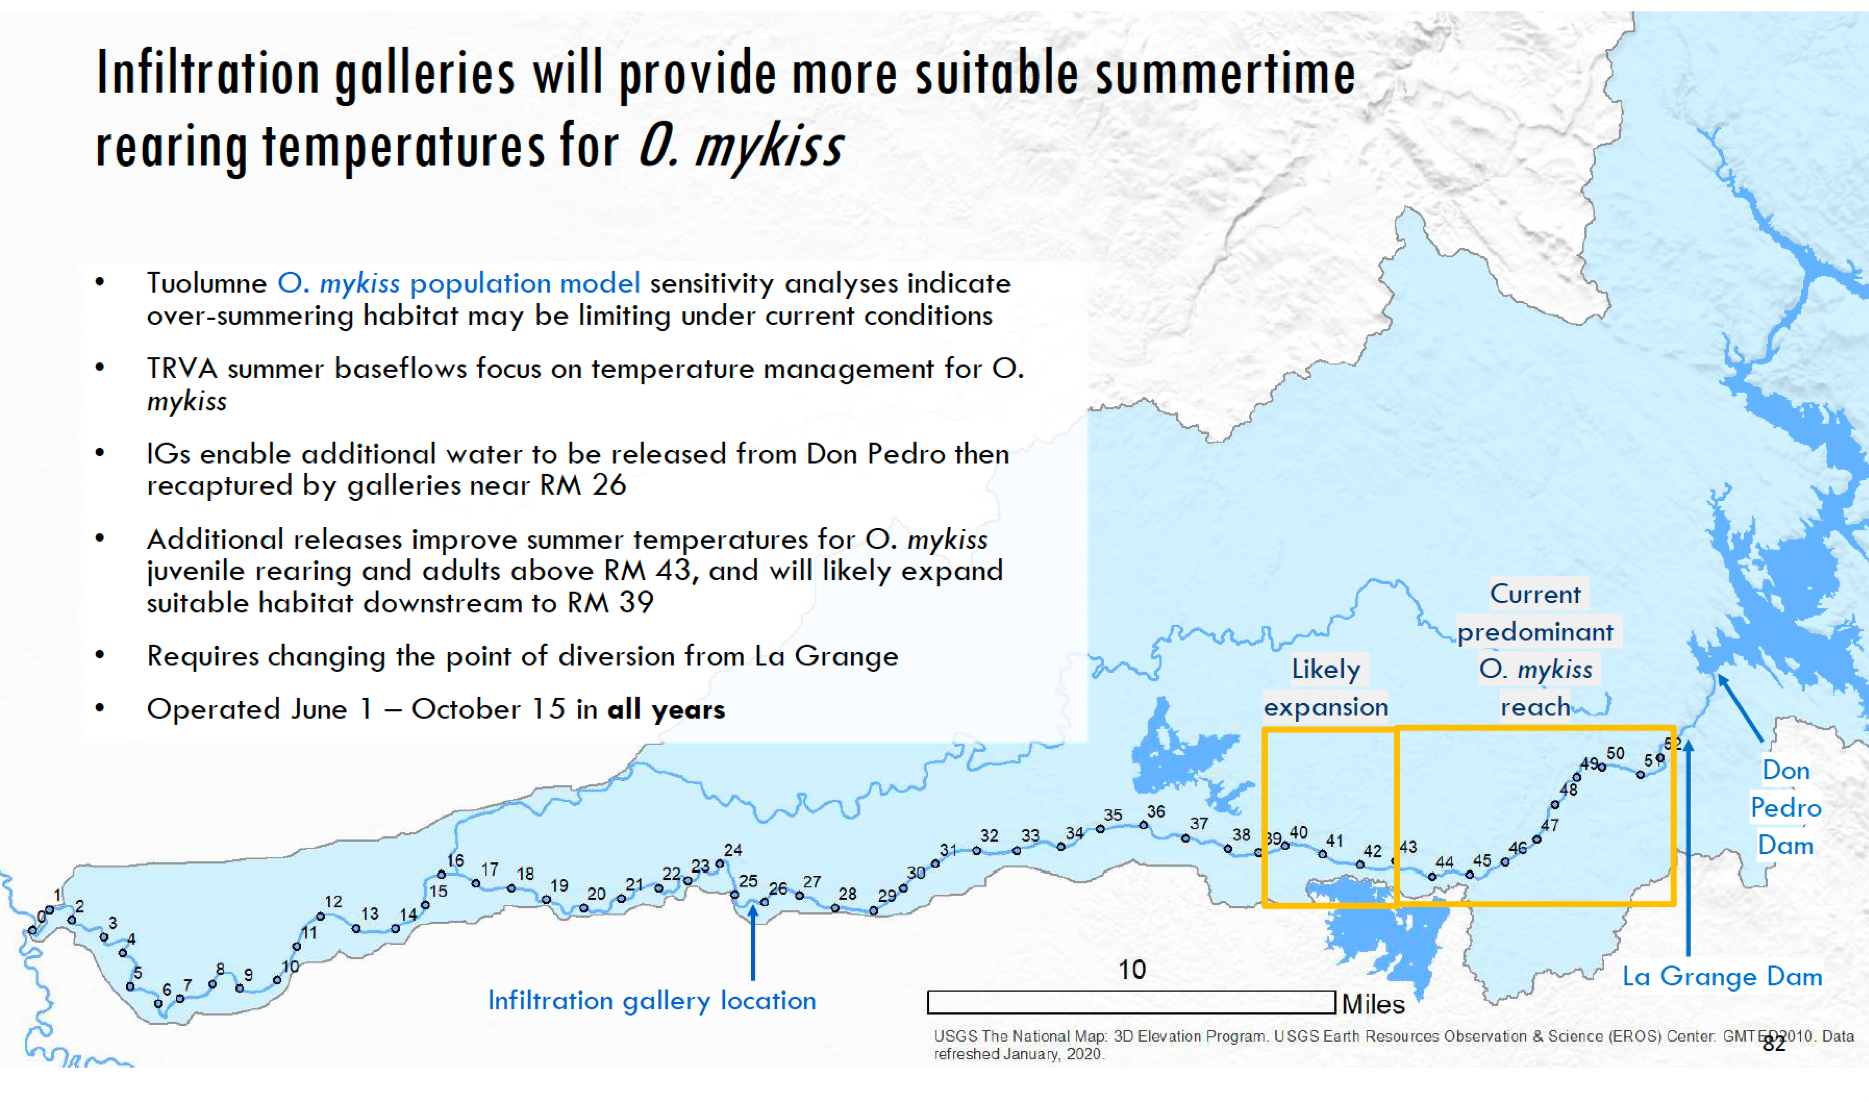 Infiltration galleries will provide more suitable summertime
rearing temperatures for O. mykiss
• Tuolumne O. mykiss population model sensitivity analyses indicate
over-summering habitat may be limiting under current conditions
• TRVA summer baseflows focus on temperature management for O.
mykiss
• IGs enable additional water to be released from Don Pedro then
recaptured by galleries near RM 26
• Additional releases improve summer temperatures for O. mykiss
juvenile rearing and adults above RM 43, and will likely expand
suitable habitat downstream to RM 39
• Requires changing the point of diversion from La Grange
• Operated June 1 – October 15 in all years
Current
predominant
O. mykiss
reach
Likely
expansion
Don
Pedro
Dam
La Grange Dam
Infiltration gallery location
0
1
2
3
4
5
6
7
8
9
10
11
12
13
14
15
16
17
18
19
20
21
22
23
24
25
26
27
28
29
30
31
32
33
34
35
36
37
38
39
40
41
42
43
44
45
46
47
48
49
50
51
52
10
Miles
USGS The National Map: 3D Elevation Program. USGS Earth Resources Observation & Science (EROS) Center: GMTED2010. Data
refreshed January, 2020.
82